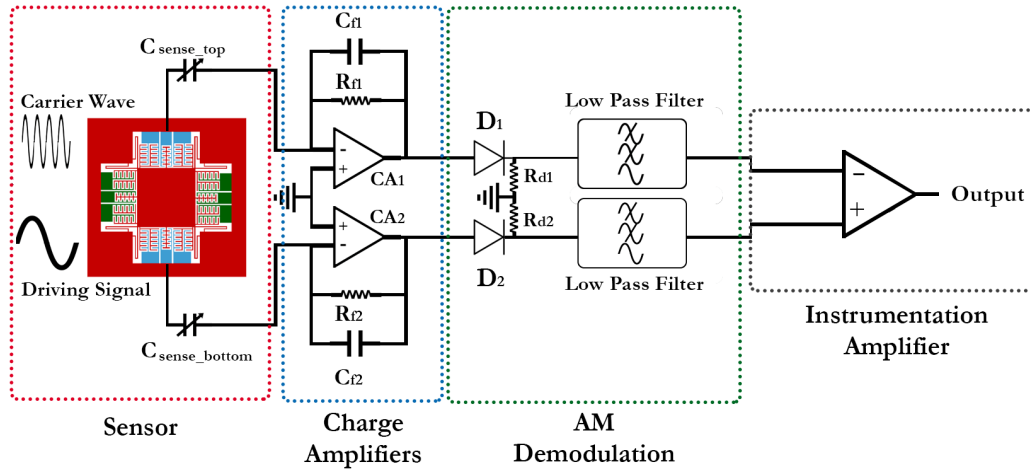 C sense_top
Carrier Wave
Driving Signal
C sense_bottom
Sensor
Cf1
Rf1
-
+
CA1
CA2
+
-
Rf2
Cf2
Charge
Amplifiers
D1
Rd1
Rd2
D2
Low Pass Filter
Low Pass Filter
AM
Demodulation
-
+
Output
Instrumentation
Amplifier